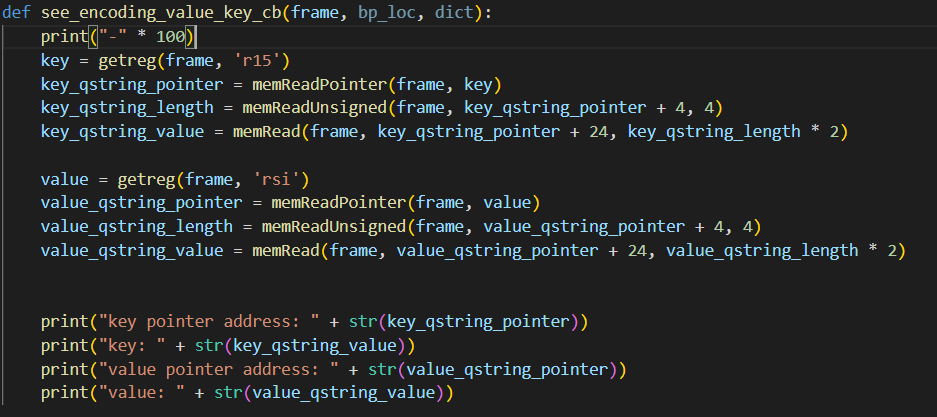 def see_encoding_value_key_cb(frame, bp_loc, dict):
    print("-" * 100)
    key = getreg(frame, 'r15')
    key_qstring_pointer = memReadPointer(frame, key)
    key_qstring_length = memReadUnsigned(frame, key_qstring_pointer + 4, 4)
    key_qstring_value = memRead(frame, key_qstring_pointer + 24, key_qstring_length * 2)

    value = getreg(frame, 'rsi')
    value_qstring_pointer = memReadPointer(frame, value)
    value_qstring_length = memReadUnsigned(frame, value_qstring_pointer + 4, 4)
    value_qstring_value = memRead(frame, value_qstring_pointer + 24, value_qstring_length * 2)


    print("key pointer address: " + str(key_qstring_pointer))
    print("key: " + str(key_qstring_value))
    print("value pointer address: " + str(value_qstring_pointer))
    print("value: " + str(value_qstring_value))